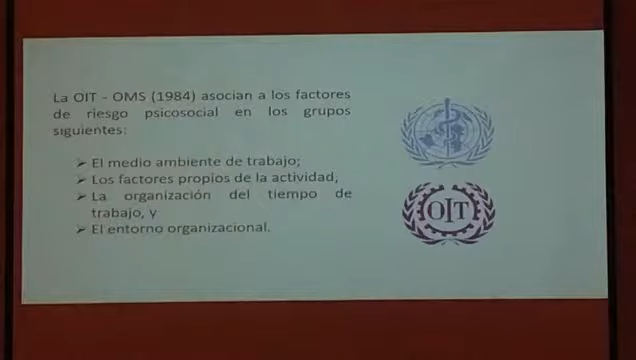 La OIT - OMS (1984) asocian a los factores
de riesgo psicosocial en los grupos
siguientes:
➤ El medio ambiente de trabajo;
➤ Los factores propios de la actividad,
➤ La organización del tiempo de
trabajo, y
➤ El entorno organizacional.
OIT